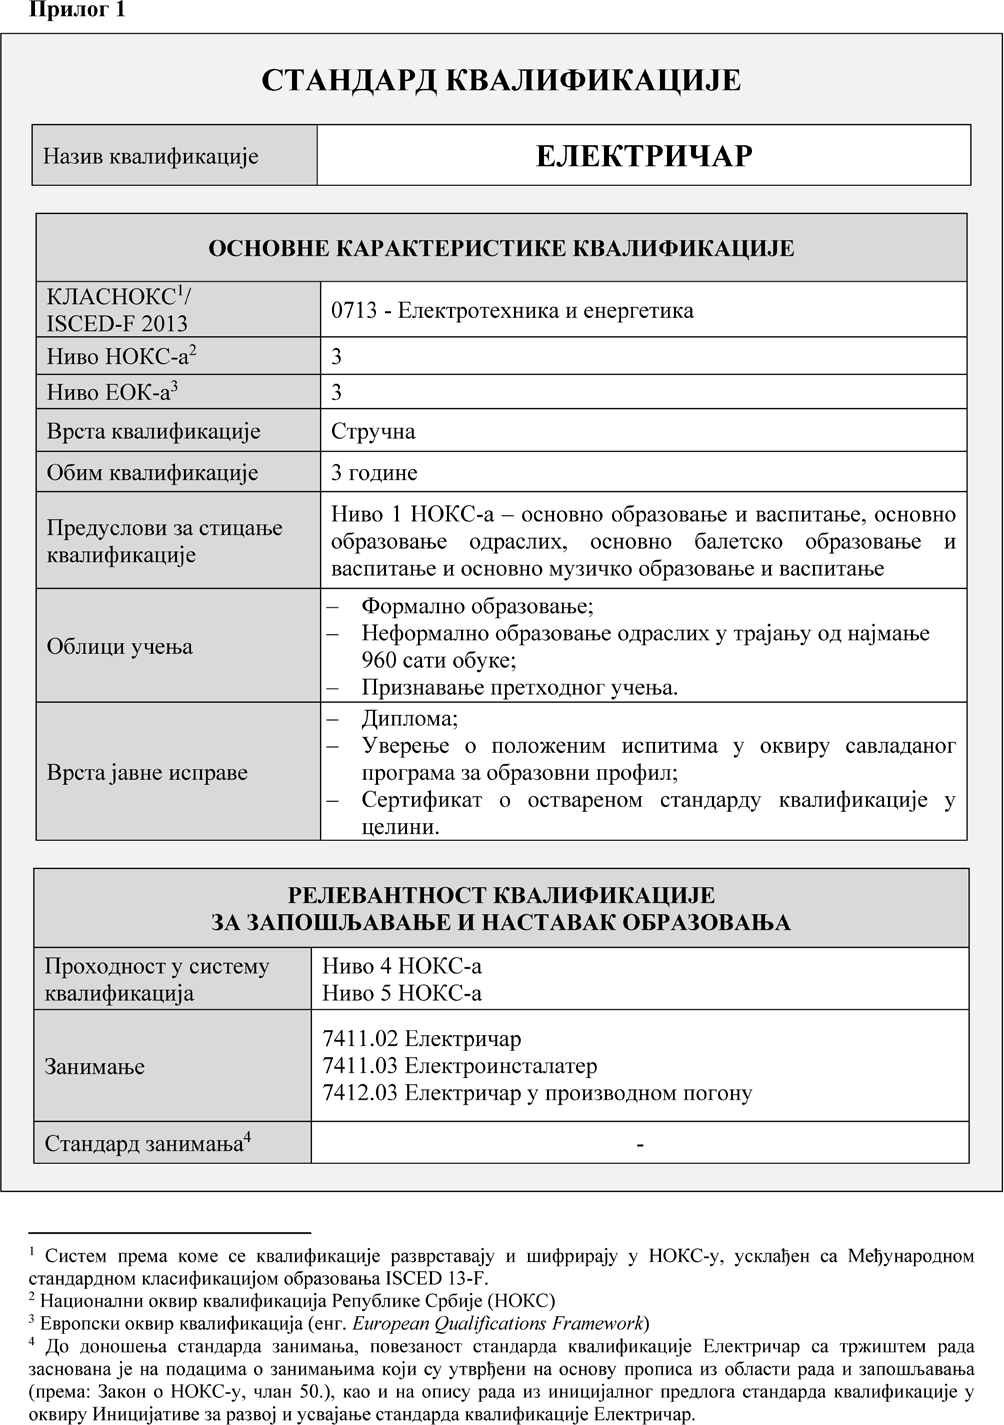 Прилог 1
СТАНДАРД КВАЛИФИКАЦИЈЕ
Назив квалификације
ЕЛЕКТРИЧАР
ОСНОВНЕ КАРАКТЕРИСТИКЕ КВАЛИФИКАЦИЈЕ
КЛАСНОКС¹/
ISCED-F 2013
0713 - Електротехника и енергетика
Ниво НОКС-а²
3
Ниво ЕОК-а³
3
Врста квалификације
Стручна
Обим квалификације
3 године
Предуслови за стицање
квалификације
Ниво 1 НОКС-а – основно образовање и васпитање, основно
образовање одраслих, основно балетско образовање и
васпитање и основно музичко образовање и васпитање
Облици учења
– Формално образовање;
– Неформално образовање одраслих у трајању од најмање
960 сати обуке;
– Признавање претходног учења.
Врста јавне исправе
– Диплома;
– Уверење о положеним испитима у оквиру савладаног
програма за образовни профил;
– Сертификат о оствареном стандарду квалификације у
целини.
РЕЛЕВАНТНОСТ КВАЛИФИКАЦИЈЕ
ЗА ЗАПОШЉАВАЊЕ И НАСТАВАК ОБРАЗОВАЊА
Проходност у систему
квалификација
Ниво 4 НОКС-а
Ниво 5 НОКС-а
Занимање
7411.02 Електричар
7411.03 Електроинсталатер
7412.03 Електричар у производном погону
Стандард занимања⁴
-
¹ Систем према коме се квалификације разврставају и шифрирају у НОКС-у, усклађен са Међународном
стандардном класификацијом образовања ISCED 13-F.
² Национални оквир квалификација Републике Србије (НОКС)
³ Европски оквир квалификација (енг. European Qualifications Framework)
⁴ До доношења стандарда занимања, повезаност стандарда квалификације Електричар са тржиштем рада
заснована је на подацима о занимањима који су утврђени на основу прописа из области рада и запошљавања
(према: Закон о НОКС-у, члан 50.), као и на опису рада из иницијалног предлога стандарда квалификације у
оквиру Иницијативе за развој и усвајање стандарда квалификације Електричар.